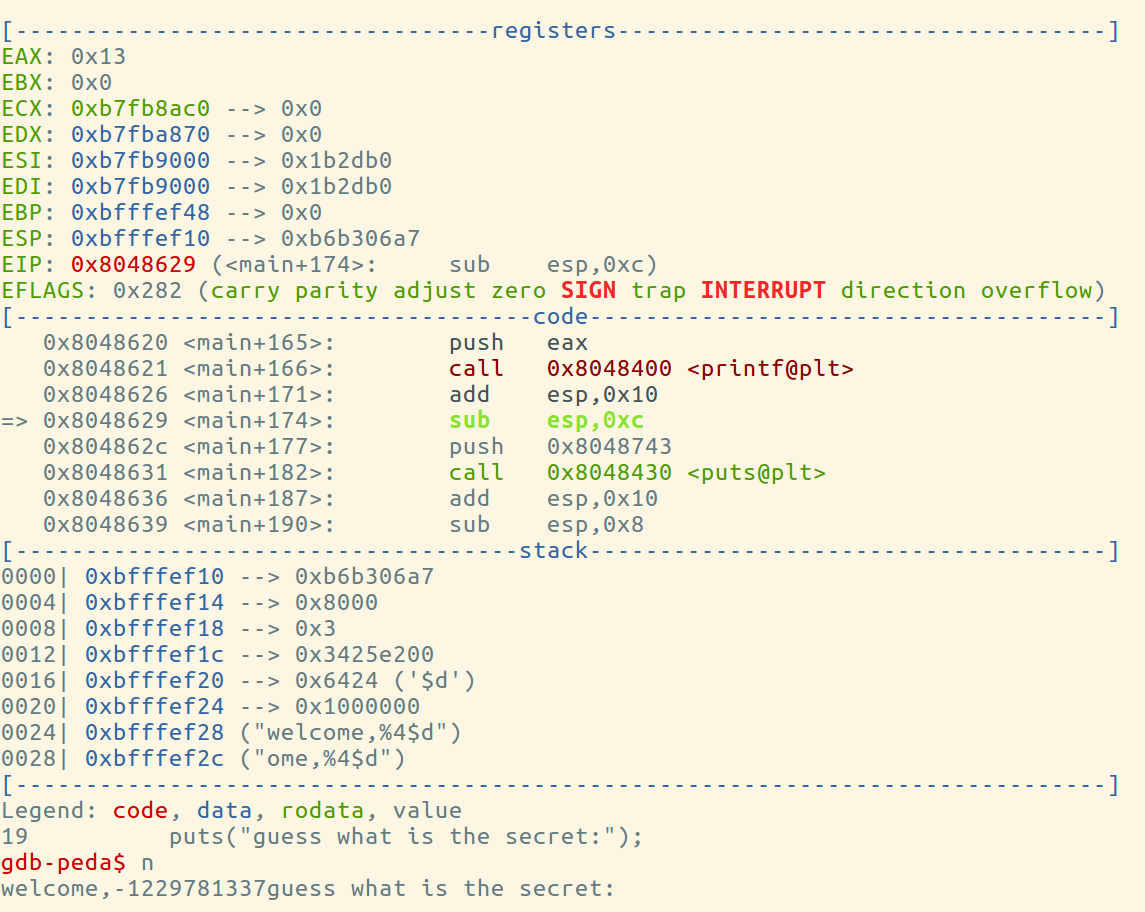 [----------------------------------registers-----------------------------------]
EAX: 0x13
EBX: 0x0
ECX: 0xb7fb8ac0 --> 0x0
EDX: 0xb7fba870 --> 0x0
ESI: 0xb7fb9000 --> 0x1b2db0
EDI: 0xb7fb9000 --> 0x1b2db0
EBP: 0xbfffef48 --> 0x0
ESP: 0xbfffef10 --> 0xb6b306a7
EIP: 0x8048629 (<main+174>:	sub    esp,0xc)
EFLAGS: 0x282 (carry parity adjust zero SIGN trap INTERRUPT direction overflow)
[-------------------------------------code-------------------------------------]
   0x8048620 <main+165>:	push   eax
   0x8048621 <main+166>:	call   0x8048400 <printf@plt>
   0x8048626 <main+171>:	add    esp,0x10
=> 0x8048629 <main+174>:	sub    esp,0xc
   0x804862c <main+177>:	push   0x8048743
   0x8048631 <main+182>:	call   0x8048430 <puts@plt>
   0x8048636 <main+187>:	add    esp,0x10
   0x8048639 <main+190>:	sub    esp,0x8
[------------------------------------stack-------------------------------------]
0000| 0xbfffef10 --> 0xb6b306a7
0004| 0xbfffef14 --> 0x8000
0008| 0xbfffef18 --> 0x3
0012| 0xbfffef1c --> 0x3425e200
0016| 0xbfffef20 --> 0x6424 ('$d')
0020| 0xbfffef24 --> 0x1000000
0024| 0xbfffef28 ("welcome,%4$d")
0028| 0xbfffef2c ("ome,%4$d")
[------------------------------------------------------------------------------]
Legend: code, data, rodata, value
19	    puts("guess what is the secret:");
gdb-peda$ n
welcome,-1229781337guess what is the secret: